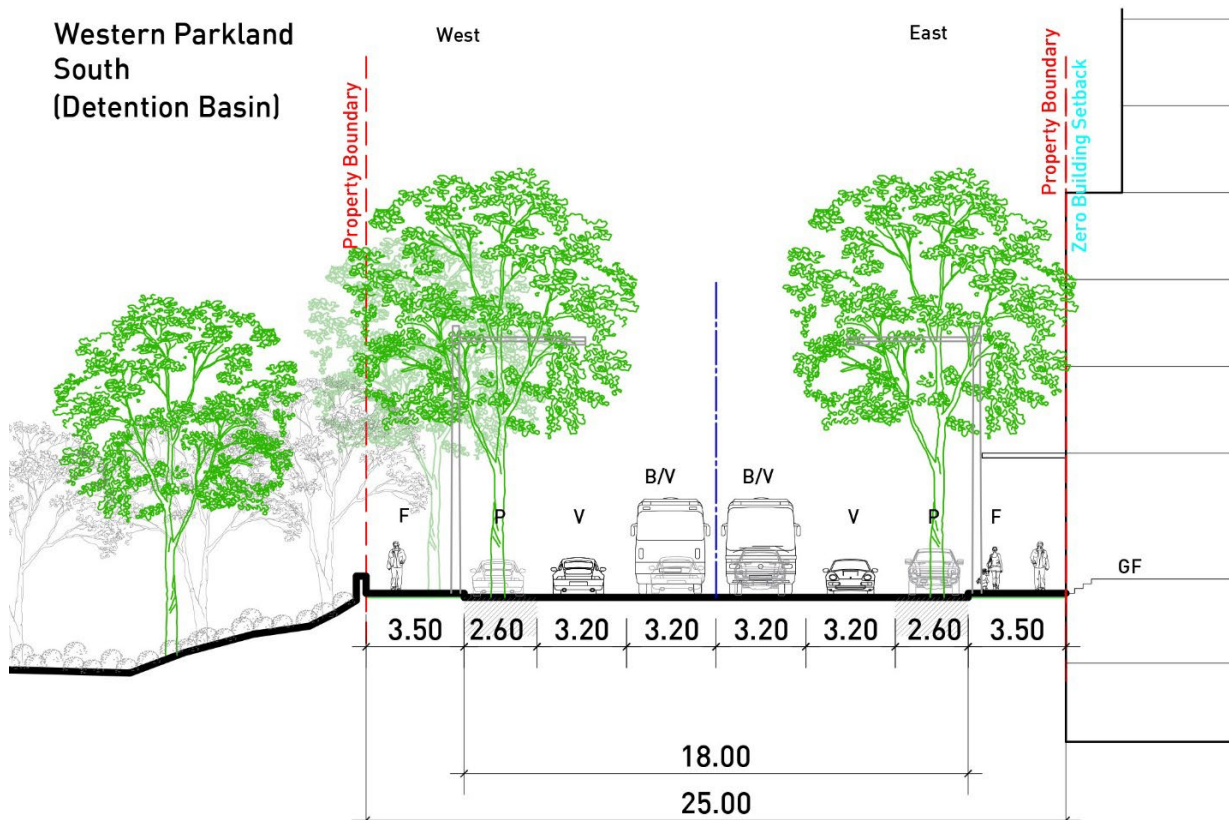 Western Parkland
South
(Detention Basin)
West
East
Property Boundary
Property Boundary
Zero Building Setback
B/V
B/V
F
P
V
V
P
F
GF
3.50
2.60
3.20
3.20
3.20
3.20
2.60
3.50
18.00
25.00